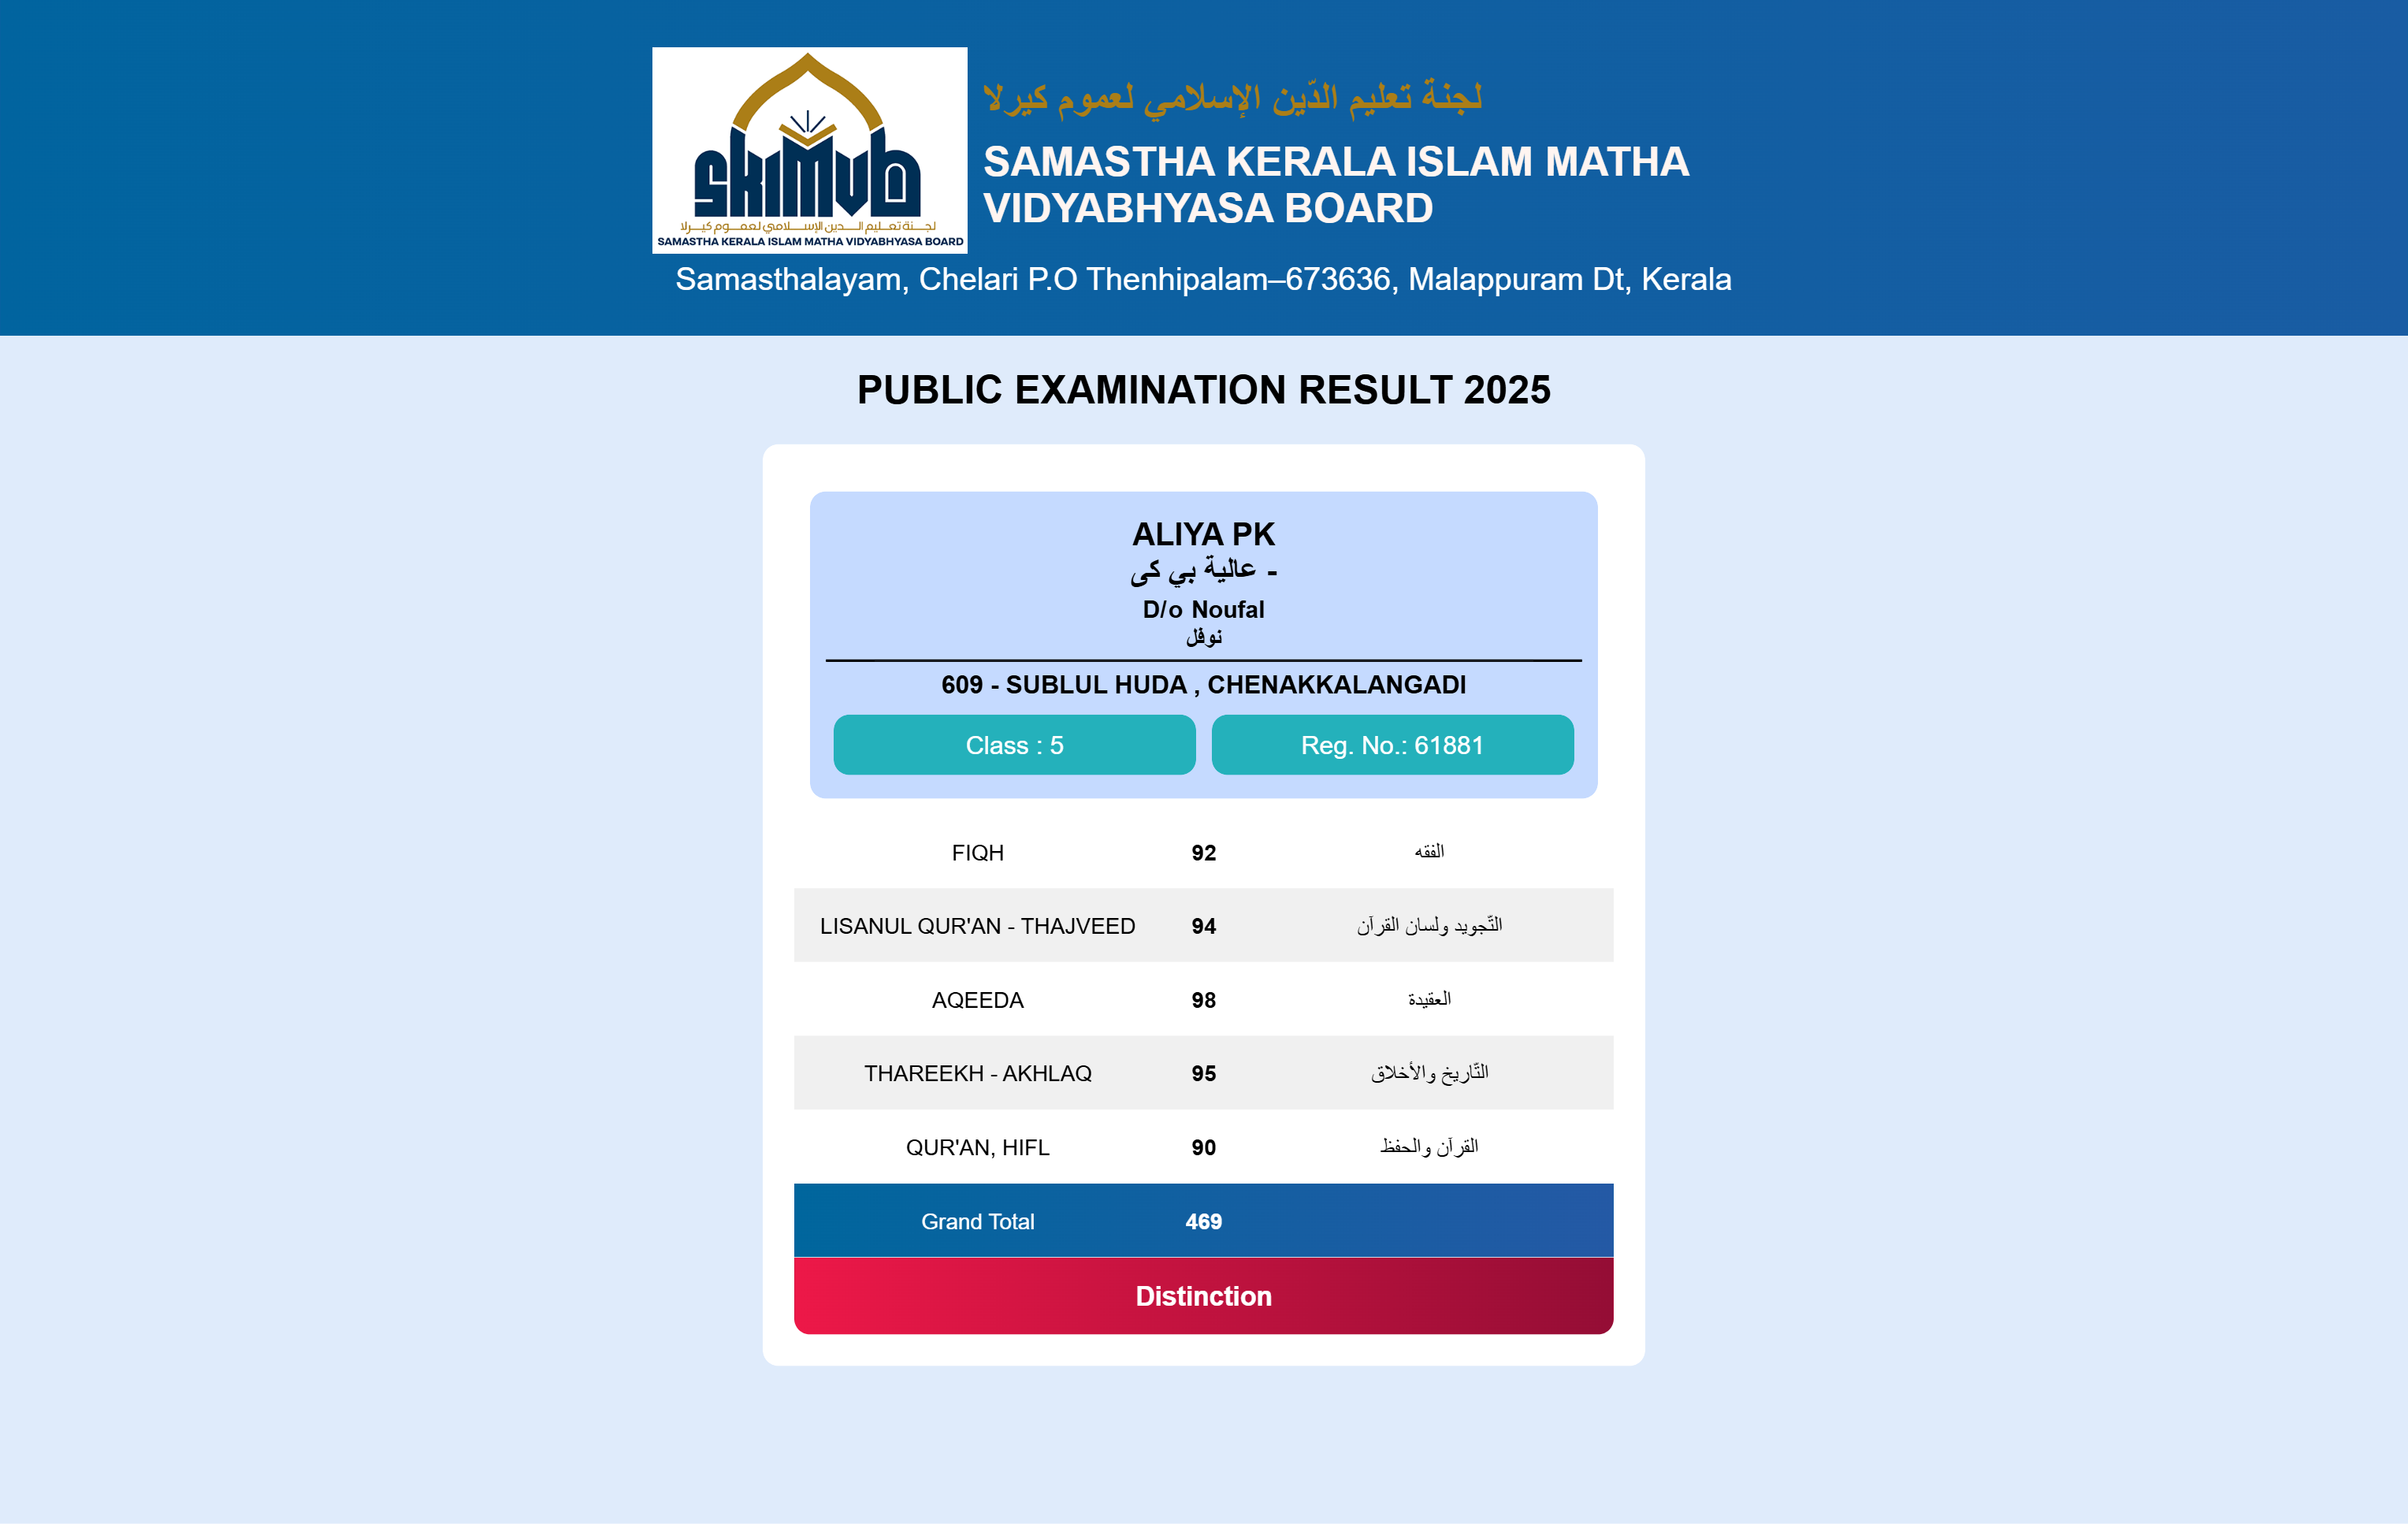 skimvb
لجنة تعليم الدين الإسلامي لعموم كيرلا
SAMASTHA KERALA ISLAM MATHA VIDYABHYASA BOARD
لجنة تعليم الدّين الإسلامي لعموم كيرلا
SAMASTHA KERALA ISLAM MATHA
VIDYABHYASA BOARD
Samasthalayam, Chelari P.O Thenhipalam–673636, Malappuram Dt, Kerala
PUBLIC EXAMINATION RESULT 2025
ALIYA PK
- عالية بي كى
D/o Noufal
نوفل
609 - SUBLUL HUDA , CHENAKKALANGADI
Class : 5 Reg. No.: 61881
FIQH 92 الفقه
LISANUL QUR'AN - THAJVEED 94 التّجويد ولسان القرآن
AQEEDA 98 العقيدة
THAREEKH - AKHLAQ 95 التّاريخ والأخلاق
QUR'AN, HIFL 90 القرآن والحفظ
Grand Total 469
Distinction